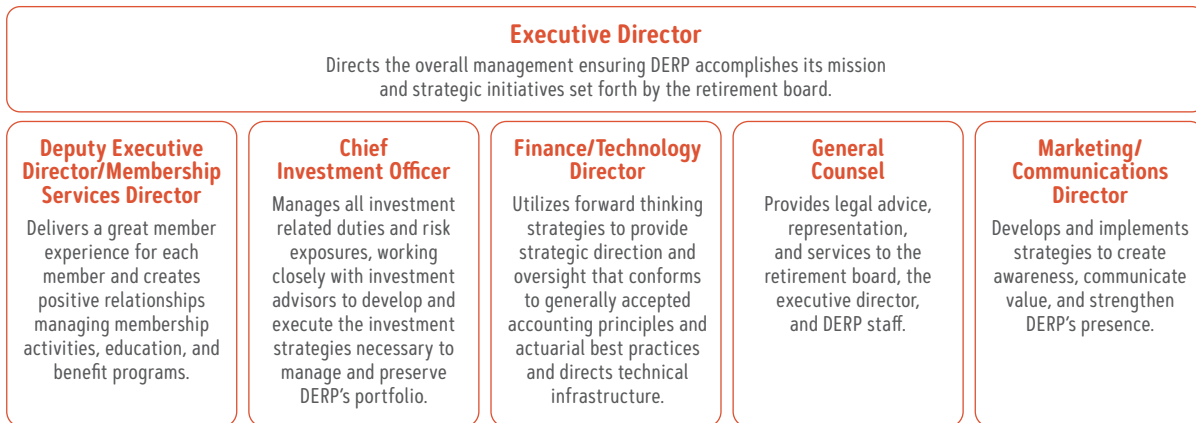 Executive Director
Directs the overall management ensuring DERP accomplishes its mission
and strategic initiatives set forth by the retirement board.
Deputy Executive
Director/Membership
Services Director
Delivers a great member
experience for each
member and creates
positive relationships
managing membership
activities, education, and
benefit programs.
Chief
Investment Officer
Manages all investment
related duties and risk
exposures, working
closely with investment
advisors to develop and
execute the investment
strategies necessary to
manage and preserve
DERP's portfolio.
Finance/Technology
Director
Utilizes forward thinking
strategies to provide
strategic direction and
oversight that conforms
to generally accepted
accounting principles and
actuarial best practices
and directs technical
infrastructure.
General
Counsel
Provides legal advice,
representation,
and services to the
retirement board, the
executive director,
and DERP staff.
Marketing/
Communications
Director
Develops and implements
strategies to create
awareness, communicate
value, and strengthen
DERP's presence.